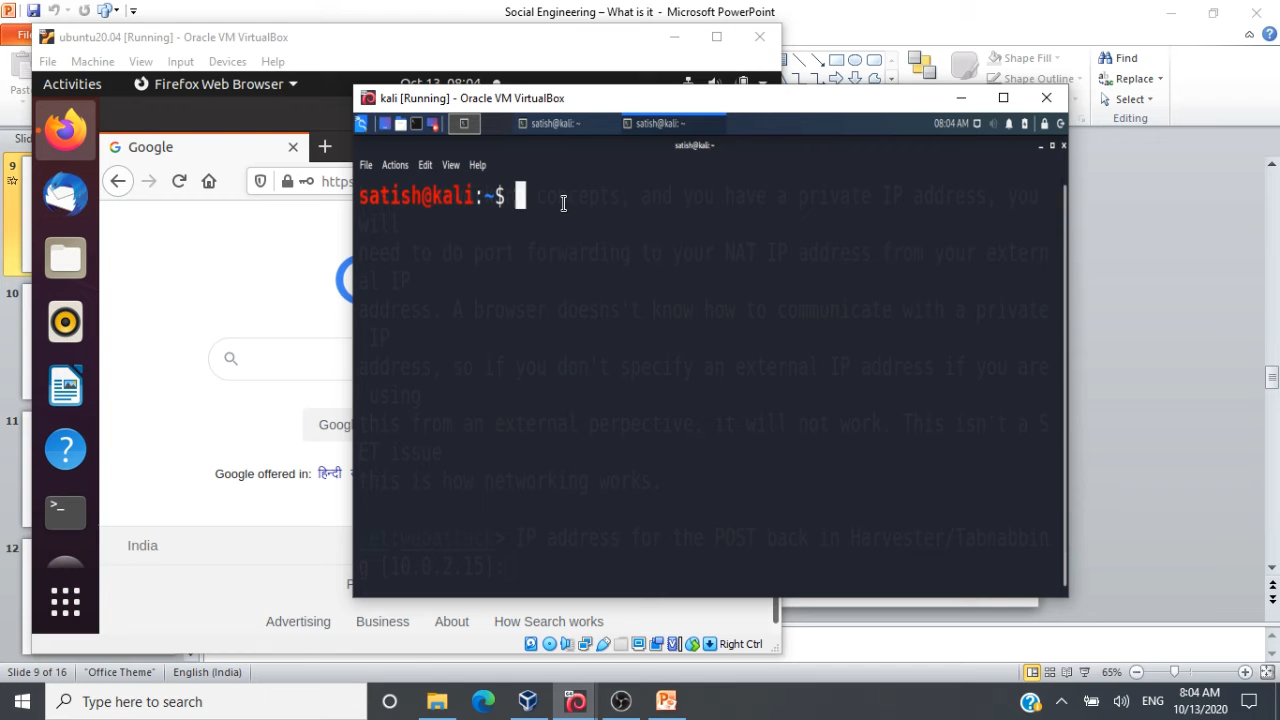 Social Engineering – What is it - Microsoft PowerPoint
ubuntu20.04 [Running] - Oracle VM VirtualBox
File Machine View Input Devices Help
Activities Firefox Web Browser Oct 13 08:04
Google
https
Google offered in: हिन्दी
India
Advertising Business About How Search works
Right Ctrl
kali [Running] - Oracle VM VirtualBox
satish@kali: ~ satish@kali: ~ 08:04 AM
satish@kali: ~
File Actions Edit View Help
satish@kali:~$
concepts, and you have a private IP address, you
will
need to do port forwarding to your NAT IP address from your extern
al IP
address. A browser doesns't know how to communicate with a private
IP
address, so if you don't specify an external IP address if you are
using
this from an external perpective, it will not work. This isn't a S
ET issue
this is how networking works.
set:webattack> IP address for the POST back in Harvester/Tabnabbin
g [10.0.2.15]:
Shape Fill
Shape Outline
Find
Replace
Select
Editing
9
10
11
12
Slide 9 of 16 "Office Theme" English (India) 65%
Type here to search
ENG
8:04 AM
10/13/2020